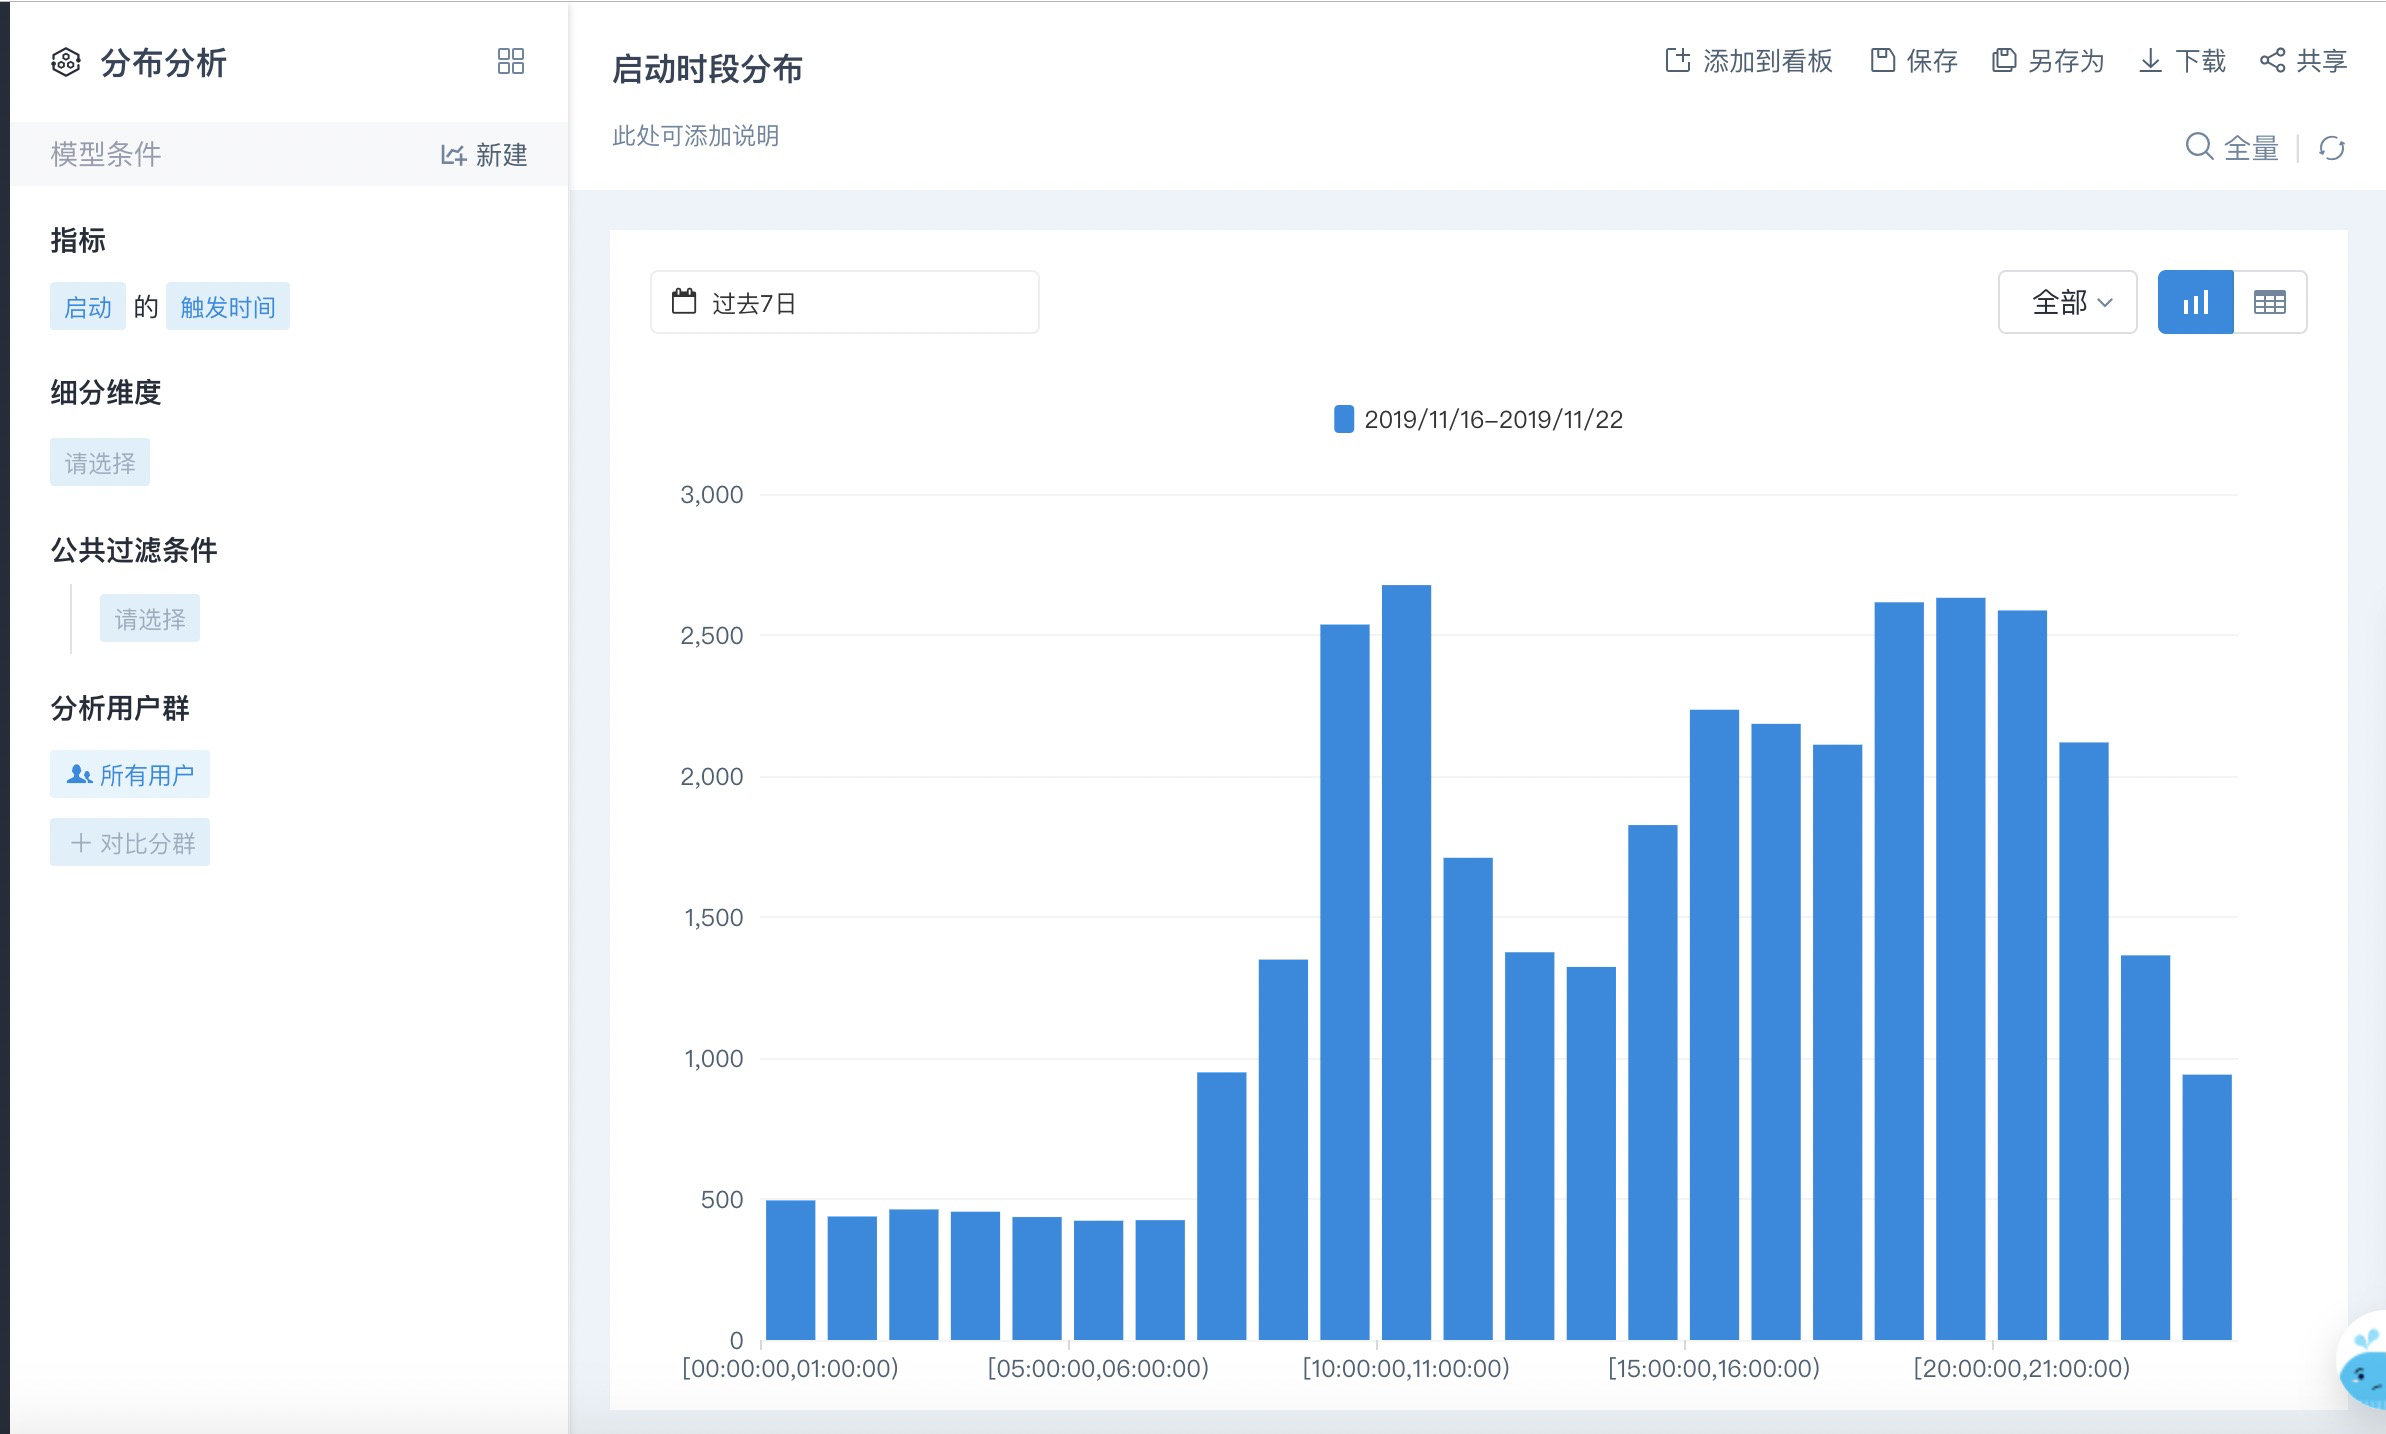 分布分析
模型条件 新建
指标
启动 的 触发时间
细分维度
请选择
公共过滤条件
请选择
分析用户群
所有用户
+ 对比分群
启动时段分布
添加到看板 保存 另存为 下载 共享
此处可添加说明
全量
过去7日
全部
2019/11/16-2019/11/22
3,000
2,500
2,000
1,500
1,000
500
0
[00:00:00,01:00:00) [05:00:00,06:00:00) [10:00:00,11:00:00) [15:00:00,16:00:00) [20:00:00,21:00:00)